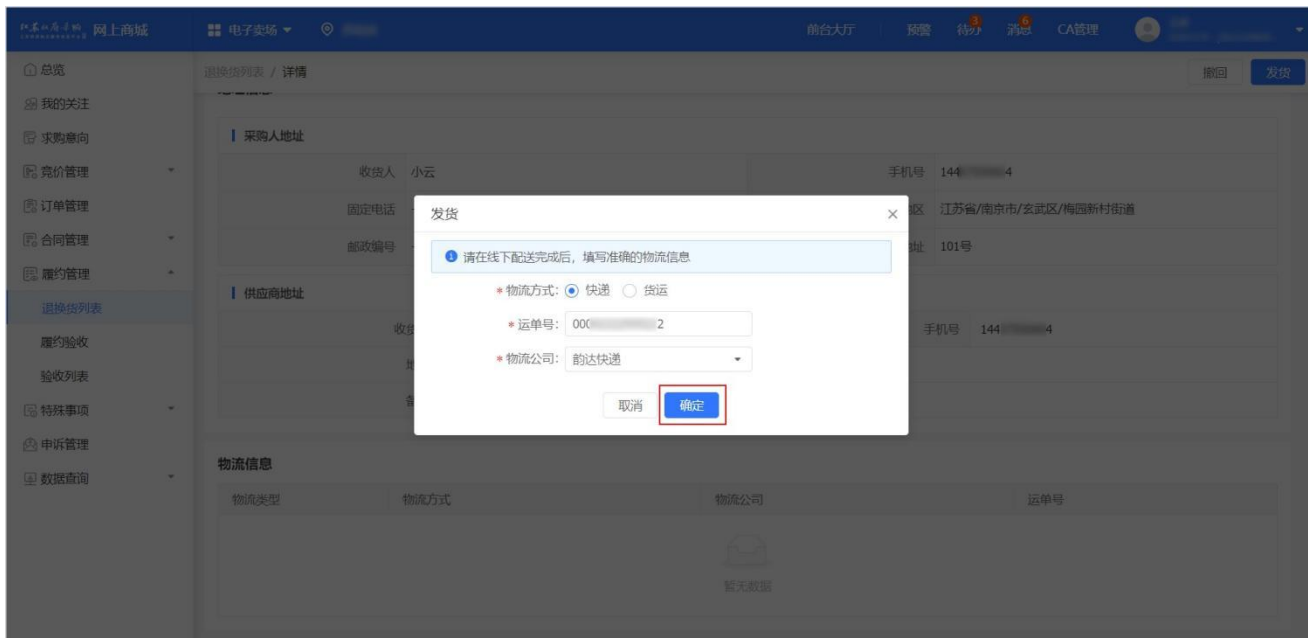 网上商城 电子卖场 前台大厅 预警 待办 3 消息 6 CA管理
总览
我的关注
求购意向
竞价管理
订单管理
合同管理
履约管理
退换货列表
履约验收
验收列表
特殊事项
申诉管理
数据查询
退换货列表 / 详情 撤回 发货
采购人地址
收货人 小云 手机号 144 4
固定电话 - 区 江苏省/南京市/玄武区/梅园新村街道
邮政编号 - 址 101号
供应商地址
收货 手机号 144 4
地
备
发货
请在线下配送完成后，填写准确的物流信息
*物流方式： 快递 货运
*运单号： 000 2
*物流公司： 韵达快递
取消 确定
物流信息
物流类型 物流方式 物流公司 运单号
暂无数据